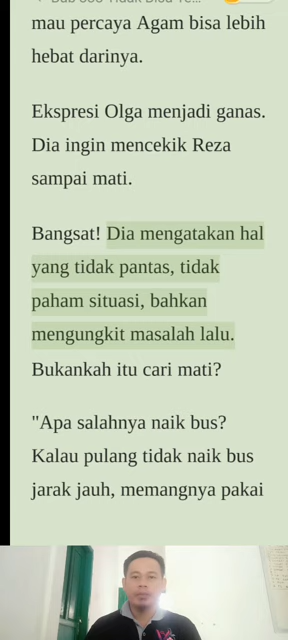 mau percaya Agam bisa lebih
hebat darinya.
Ekspresi Olga menjadi ganas.
Dia ingin mencekik Reza
sampai mati.
Bangsat! Dia mengatakan hal
yang tidak pantas, tidak
paham situasi, bahkan
mengungkit masalah lalu.
Bukankah itu cari mati?
"Apa salahnya naik bus?
Kalau pulang tidak naik bus
jarak jauh, memangnya pakai